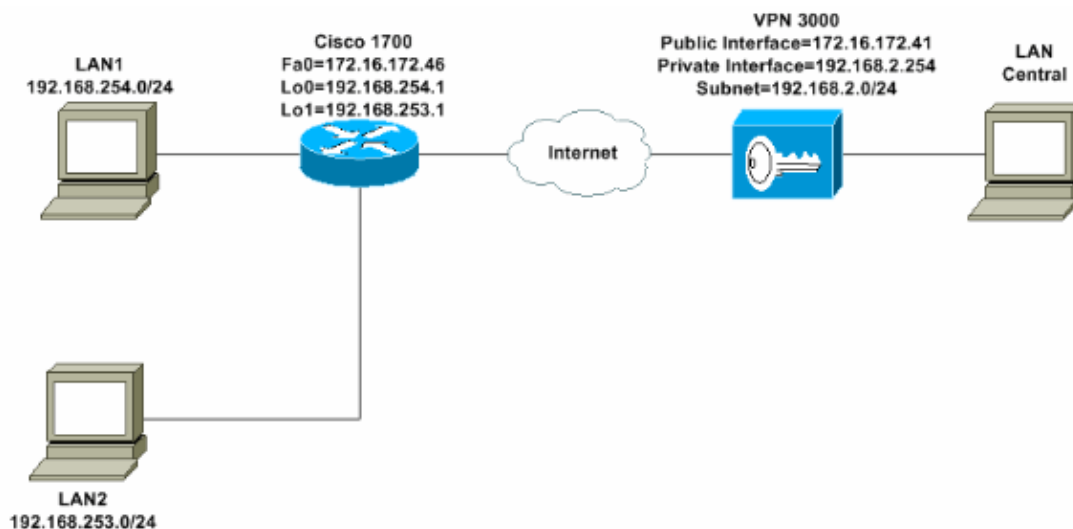 LAN1
192.168.254.0/24
Cisco 1700
Fa0=172.16.172.46
Lo0=192.168.254.1
Lo1=192.168.253.1
Internet
VPN 3000
Public Interface=172.16.172.41
Private Interface=192.168.2.254
Subnet=192.168.2.0/24
LAN
Central
LAN2
192.168.253.0/24